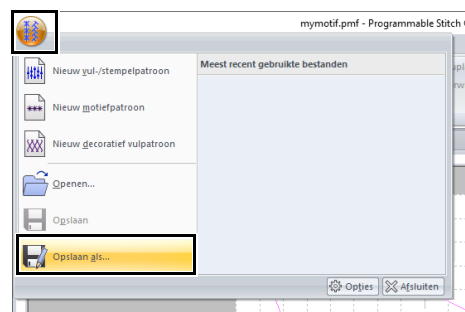 mymotif.pmf - Programmable Stitch
Nieuw vul-/stempelpatroon
Meest recent gebruikte bestanden
Nieuw motiefpatroon
Nieuw decoratief vulpatroon
Openen...
Opslaan
Opslaan als...
Opties
Afsluiten